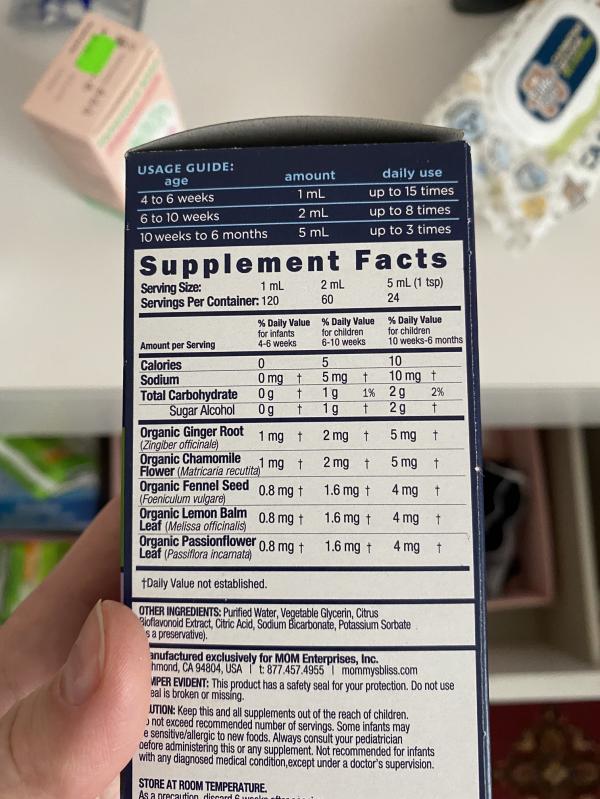 USAGE GUIDE:
age amount daily use
4 to 6 weeks 1 mL up to 15 times
6 to 10 weeks 2 mL up to 8 times
10 weeks to 6 months 5 mL up to 3 times
Supplement Facts
Serving Size: 1 mL 2 mL 5 mL (1 tsp)
Servings Per Container: 120 60 24
% Daily Value % Daily Value % Daily Value
for infants for children for children
Amount per Serving 4-6 weeks 6-10 weeks 10 weeks-6 months
Calories 0 5 10
Sodium 0 mg † 5 mg † 10 mg †
Total Carbohydrate 0 g † 1 g 1% 2 g 2%
Sugar Alcohol 0 g † 1 g † 2 g †
Organic Ginger Root 1 mg † 2 mg † 5 mg †
(Zingiber officinale)
Organic Chamomile
Flower (Matricaria recutita) 1 mg † 2 mg † 5 mg †
Organic Fennel Seed 0.8 mg † 1.6 mg † 4 mg †
(Foeniculum vulgare)
Organic Lemon Balm 0.8 mg † 1.6 mg † 4 mg †
Leaf (Melissa officinalis)
Organic Passionflower 0.8 mg † 1.6 mg † 4 mg †
Leaf (Passiflora incarnata)
†Daily Value not established.
OTHER INGREDIENTS: Purified Water, Vegetable Glycerin, Citrus
Bioflavonoid Extract, Citric Acid, Sodium Bicarbonate, Potassium Sorbate
s a preservative).
anufactured exclusively for MOM Enterprises, Inc.
hmond, CA 94804, USA | t: 877.457.4955 | mommysbliss.com
MPER EVIDENT: This product has a safety seal for your protection. Do not use
eal is broken or missing.
UTION: Keep this and all supplements out of the reach of children.
o not exceed recommended number of servings. Some infants may
e sensitive/allergic to new foods. Always consult your pediatrician
before administering this or any supplement. Not recommended for infants
with any diagnosed medical condition, except under a doctor's supervision.
STORE AT ROOM TEMPERATURE.
As a precaution, discard 6 weeks